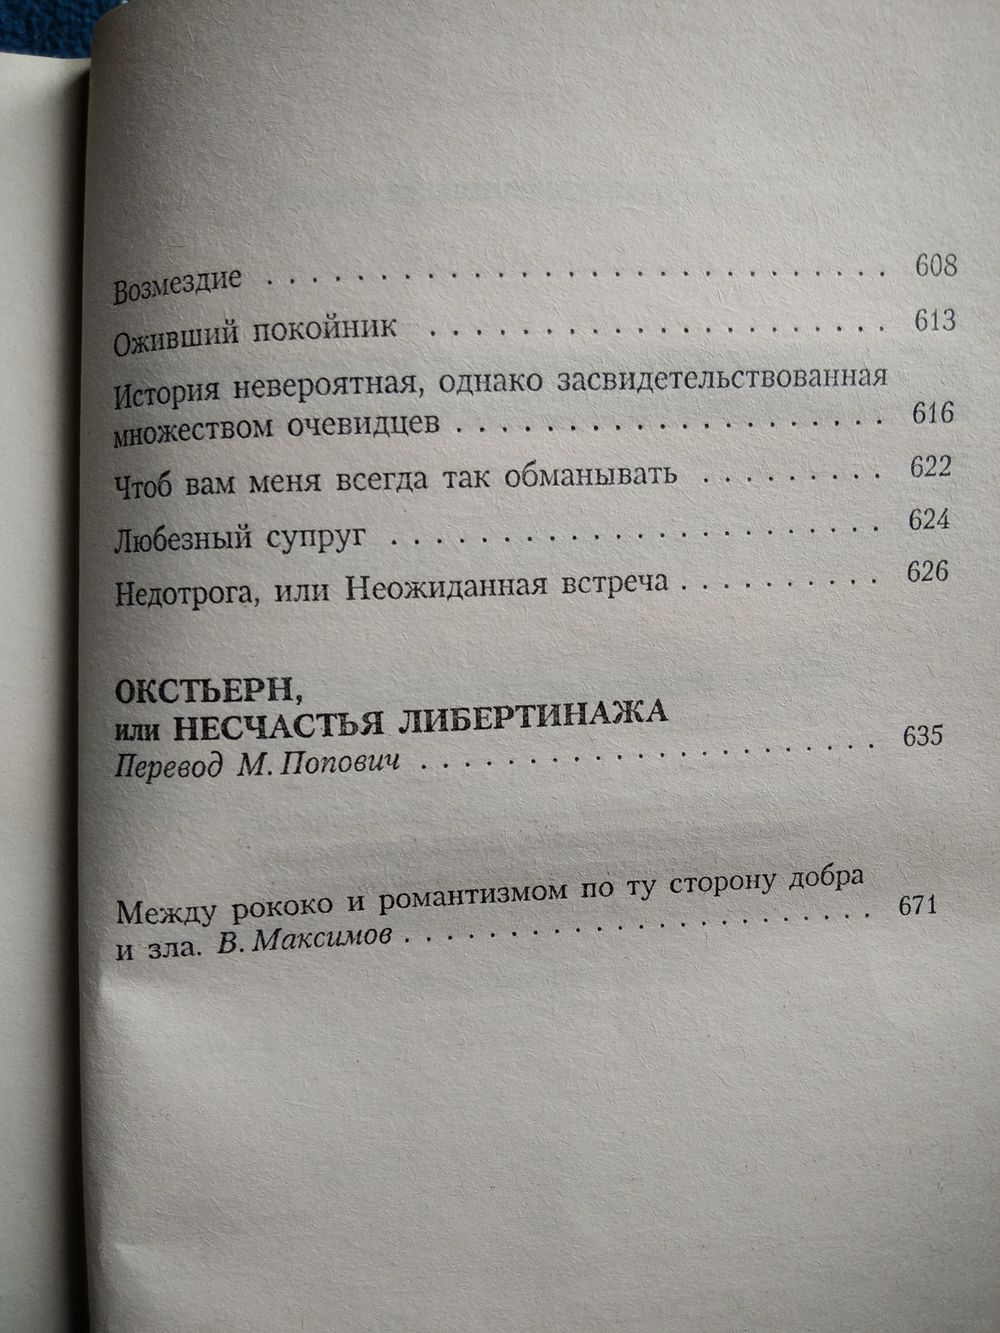 Возмездие . . . . . . . . . . . . . . . . . . . . . . . . . . . . 608
Оживший покойник . . . . . . . . . . . . . . . . . . . . . 613
История невероятная, однако засвидетельствованная
множеством очевидцев . . . . . . . . . . . . . . . . . . . 616
Чтоб вам меня всегда так обманывать . . . . . . . . 622
Любезный супруг . . . . . . . . . . . . . . . . . . . . . . 624
Недотрога, или Неожиданная встреча . . . . . . . . . 626
ОКСТЬЕРН,
или НЕСЧАСТЬЯ ЛИБЕРТИНАЖА
Перевод М. Попович . . . . . . . . . . . . . . . . . . . . 635
Между рококо и романтизмом по ту сторону добра
и зла. В. Максимов . . . . . . . . . . . . . . . . . . . . 671